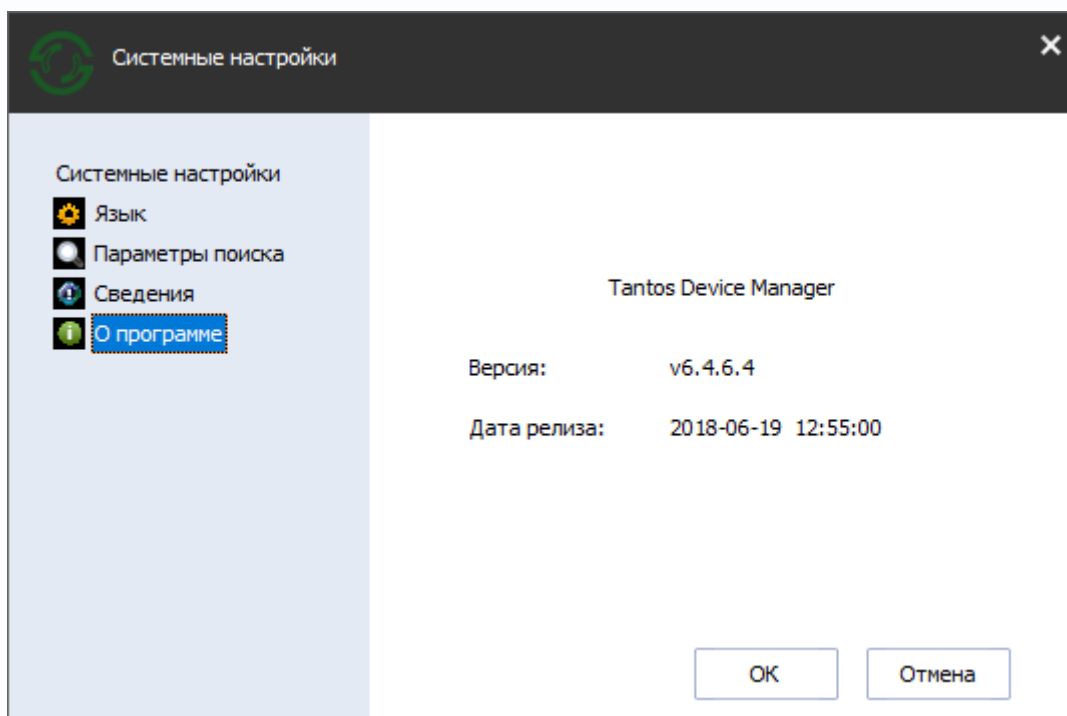 Системные настройки
Системные настройки
Язык
Параметры поиска
Сведения
О программе
Tantos Device Manager
Версия: v6.4.6.4
Дата релиза: 2018-06-19 12:55:00
ОК Отмена